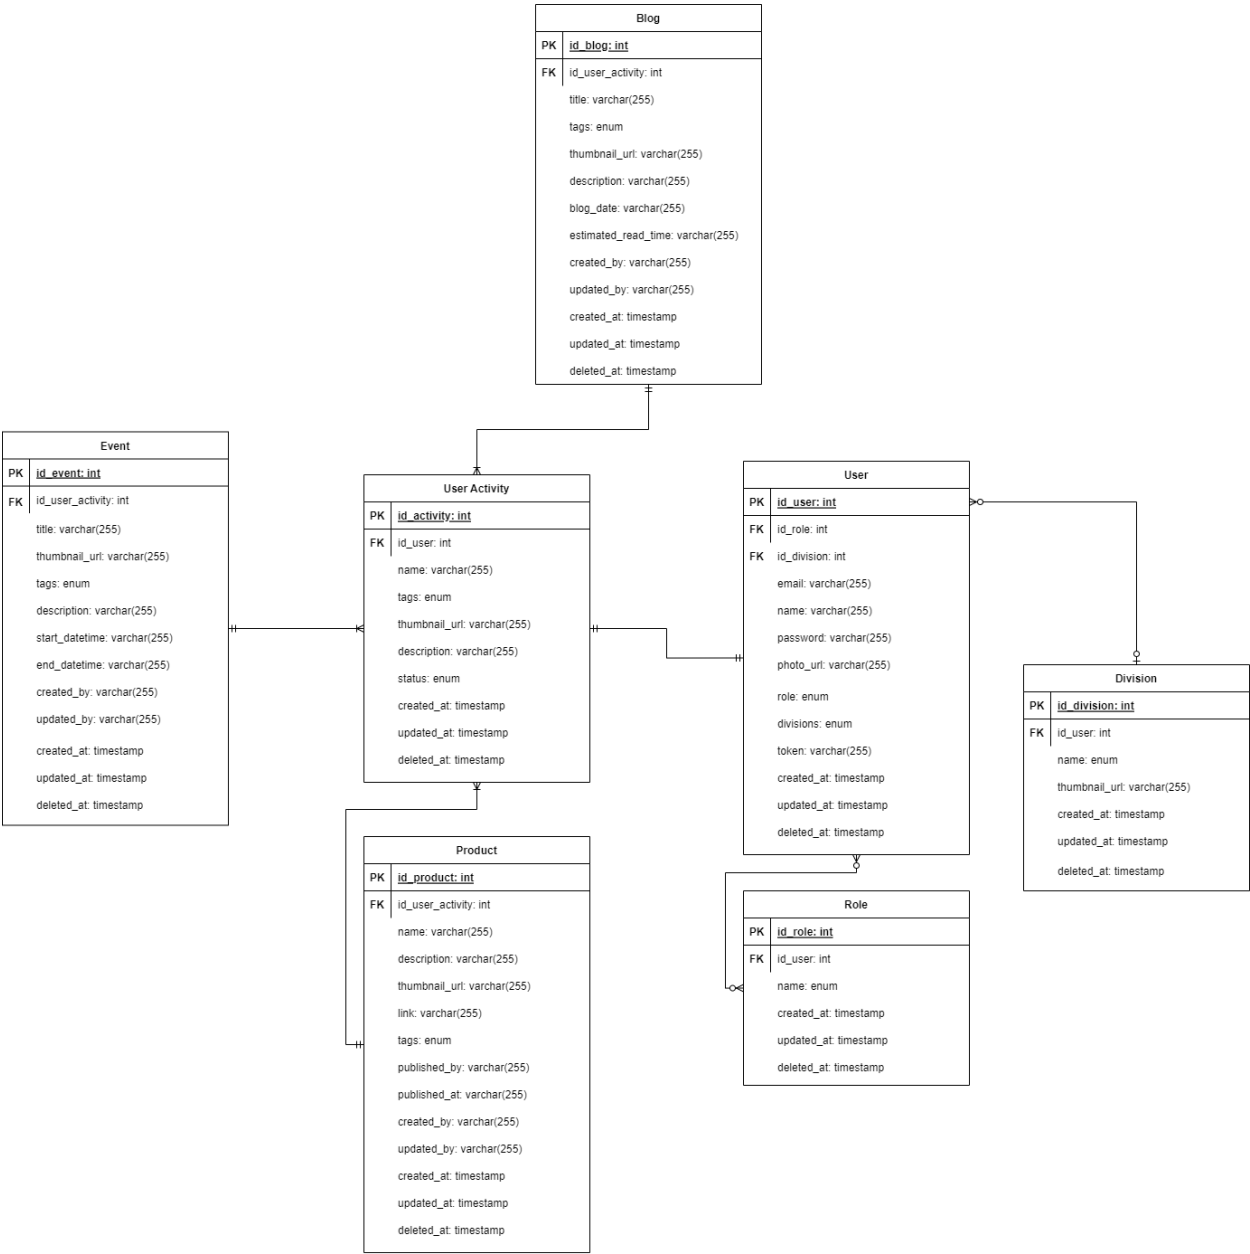 Blog
PK id_blog: int
FK id_user_activity: int
title: varchar(255)
tags: enum
thumbnail_url: varchar(255)
description: varchar(255)
blog_date: varchar(255)
estimated_read_time: varchar(255)
created_by: varchar(255)
updated_by: varchar(255)
created_at: timestamp
updated_at: timestamp
deleted_at: timestamp
Event
PK id_event: int
FK id_user_activity: int
title: varchar(255)
thumbnail_url: varchar(255)
tags: enum
description: varchar(255)
start_datetime: varchar(255)
end_datetime: varchar(255)
created_by: varchar(255)
updated_by: varchar(255)
created_at: timestamp
updated_at: timestamp
deleted_at: timestamp
User Activity
PK id_activity: int
FK id_user: int
name: varchar(255)
tags: enum
thumbnail_url: varchar(255)
description: varchar(255)
status: enum
created_at: timestamp
updated_at: timestamp
deleted_at: timestamp
User
PK id_user: int
FK id_role: int
FK id_division: int
email: varchar(255)
name: varchar(255)
password: varchar(255)
photo_url: varchar(255)
role: enum
divisions: enum
token: varchar(255)
created_at: timestamp
updated_at: timestamp
deleted_at: timestamp
Division
PK id_division: int
FK id_user: int
name: enum
thumbnail_url: varchar(255)
created_at: timestamp
updated_at: timestamp
deleted_at: timestamp
Product
PK id_product: int
FK id_user_activity: int
name: varchar(255)
description: varchar(255)
thumbnail_url: varchar(255)
link: varchar(255)
tags: enum
published_by: varchar(255)
published_at: varchar(255)
created_by: varchar(255)
updated_by: varchar(255)
created_at: timestamp
updated_at: timestamp
deleted_at: timestamp
Role
PK id_role: int
FK id_user: int
name: enum
created_at: timestamp
updated_at: timestamp
deleted_at: timestamp